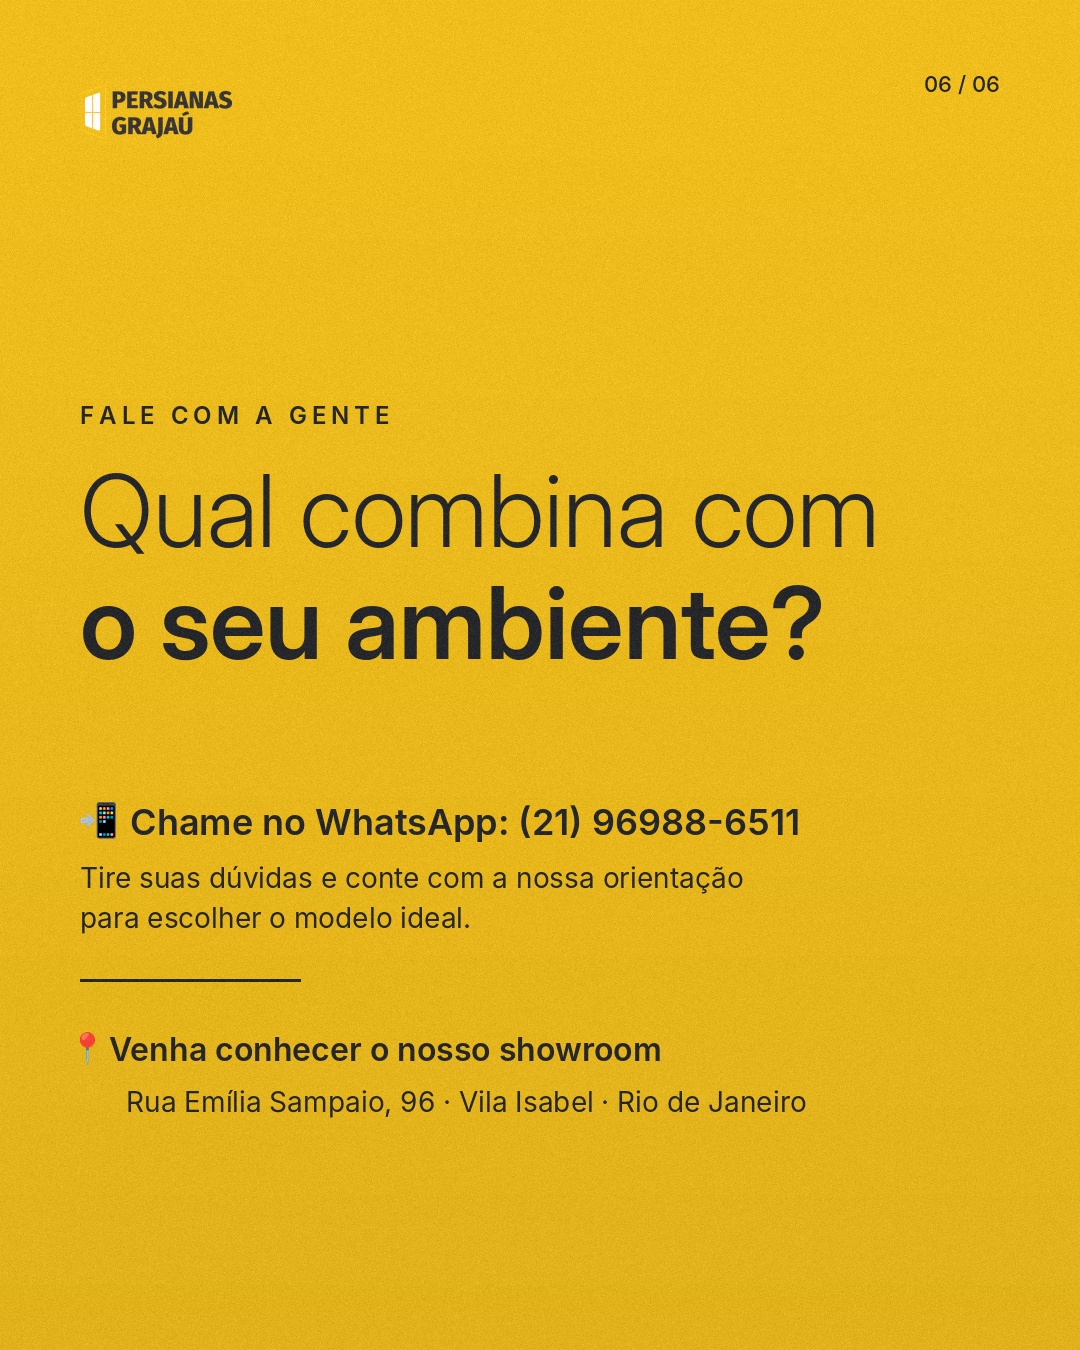 PERSIANAS
GRAJAÚ
06 / 06
FALE COM A GENTE
Qual combina com
o seu ambiente?
📲 Chame no WhatsApp: (21) 96988-6511
Tire suas dúvidas e conte com a nossa orientação
para escolher o modelo ideal.
📍 Venha conhecer o nosso showroom
Rua Emília Sampaio, 96 · Vila Isabel · Rio de Janeiro